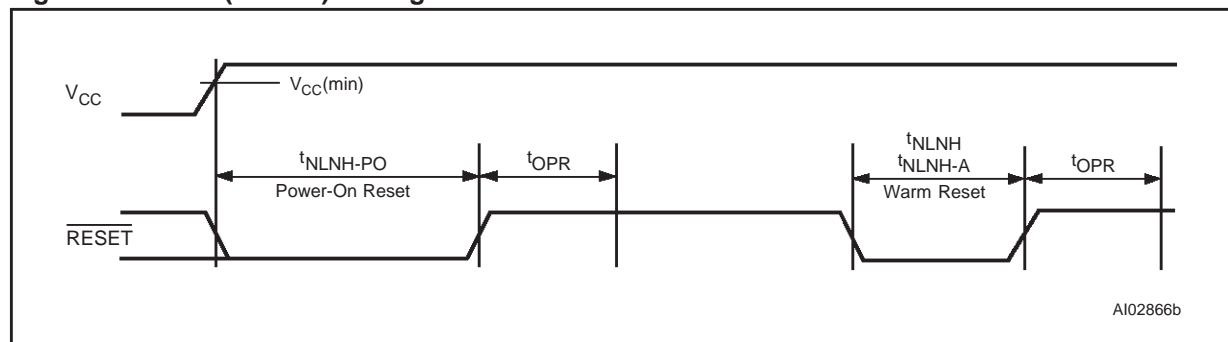 V_CC
V_CC(min)
t_NLNH-PO
Power-On Reset
t_OPR
t_NLNH
t_NLNH-A
Warm Reset
t_OPR
RESET
AI02866b